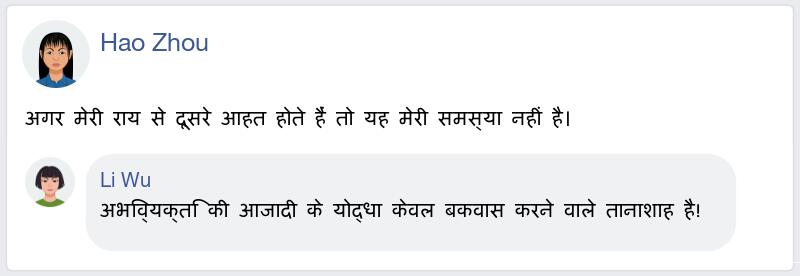 Hao Zhou
अगर मेरी राय से दूसरे आहत होते हैं तो यह मेरी समस्या नहीं है।
Li Wu
अभिव्यक्ति की आजादी के योद्धा केवल बकवास करने वाले तानाशाह है!